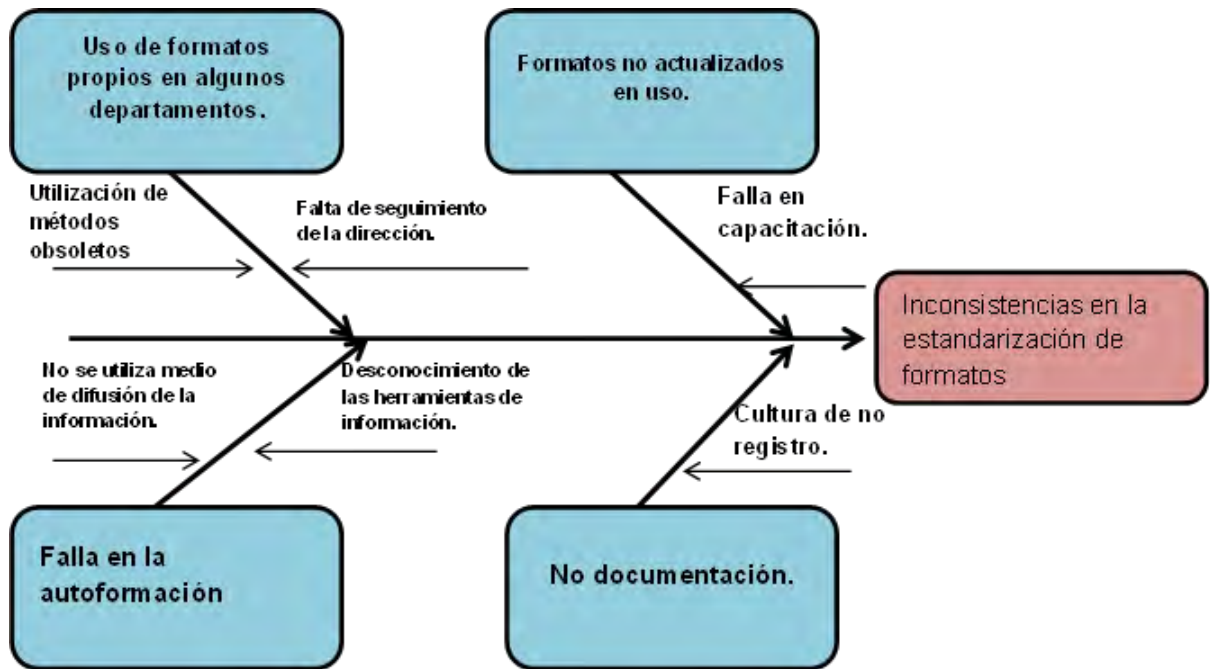 Uso de formatos
propios en algunos
departamentos.
Formatos no actualizados
en uso.
Utilización de
métodos
obsoletos
Falta de seguimiento
de la dirección.
Falla en
capacitación.
Inconsistencias en la
estandarización de
formatos
No se utiliza medio
de difusión de la
información.
Desconocimiento de
las herramientas de
información.
Cultura de no
registro.
Falla en la
autoformación
No documentación.